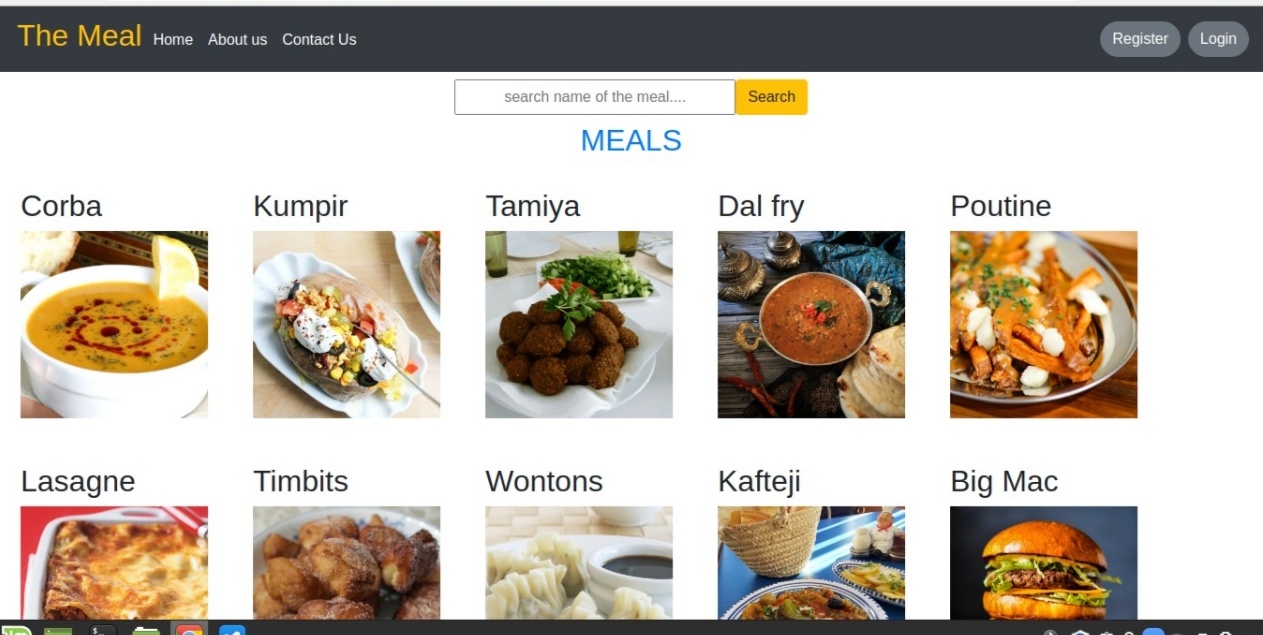 The Meal Home About us Contact Us Register Login
search name of the meal.... Search
MEALS
Corba Kumpir Tamiya Dal fry Poutine
Lasagne Timbits Wontons Kafteji Big Mac